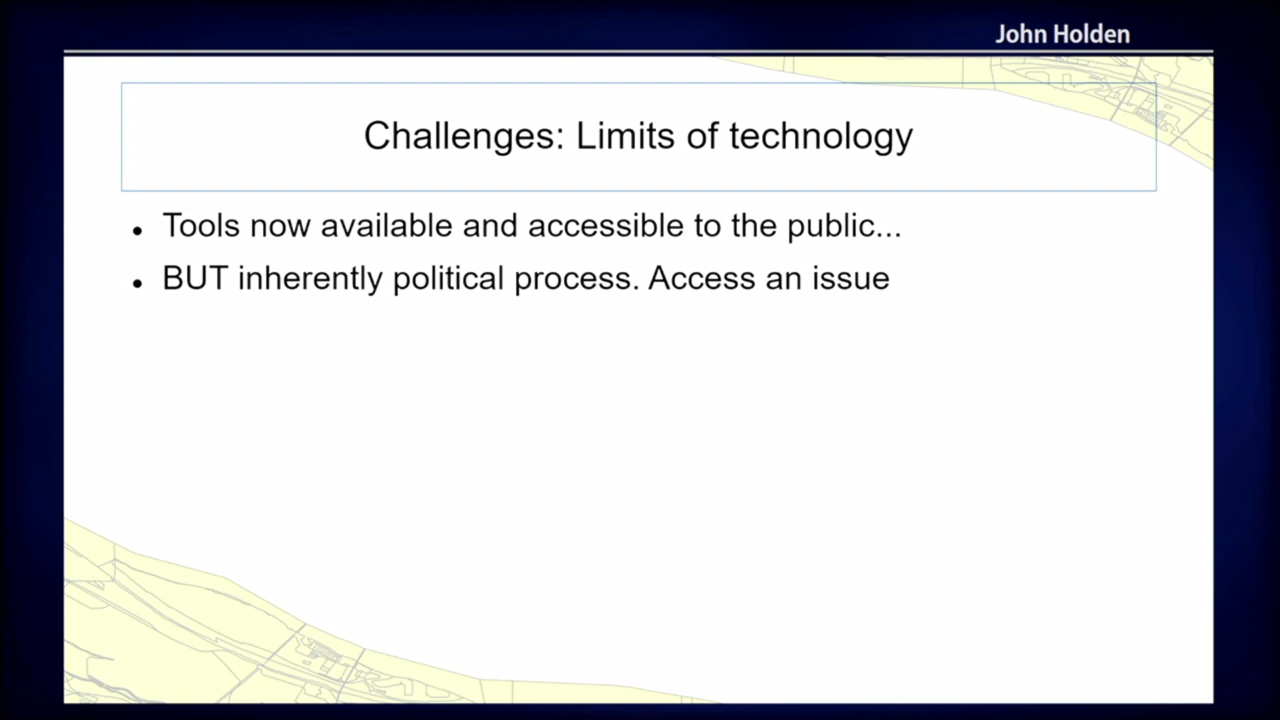 John Holden
Challenges: Limits of technology
• Tools now available and accessible to the public...
• BUT inherently political process. Access an issue